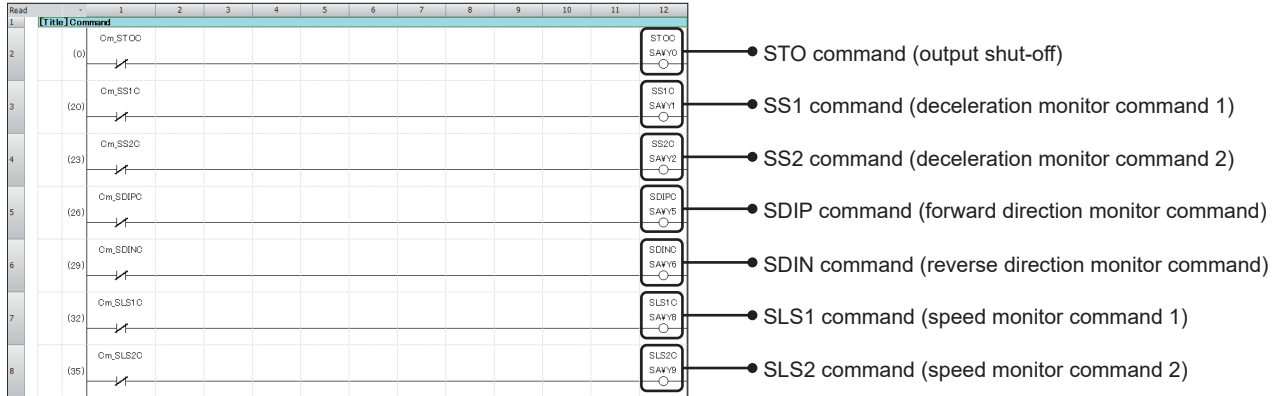 Read 1 2 3 4 5 6 7 8 9 10 11 12
1 [Title]Command
Cm_STOC STOC
2 (0) SA¥Y0 STO command (output shut-off)
Cm_SS1C SS1C
3 (20) SA¥Y1 SS1 command (deceleration monitor command 1)
Cm_SS2C SS2C
4 (23) SA¥Y2 SS2 command (deceleration monitor command 2)
Cm_SDIPC SDIPC
5 (26) SA¥Y5 SDIP command (forward direction monitor command)
Cm_SDINC SDINC
6 (29) SA¥Y6 SDIN command (reverse direction monitor command)
Cm_SLS1C SLS1C
7 (32) SA¥Y8 SLS1 command (speed monitor command 1)
Cm_SLS2C SLS2C
8 (35) SA¥Y9 SLS2 command (speed monitor command 2)